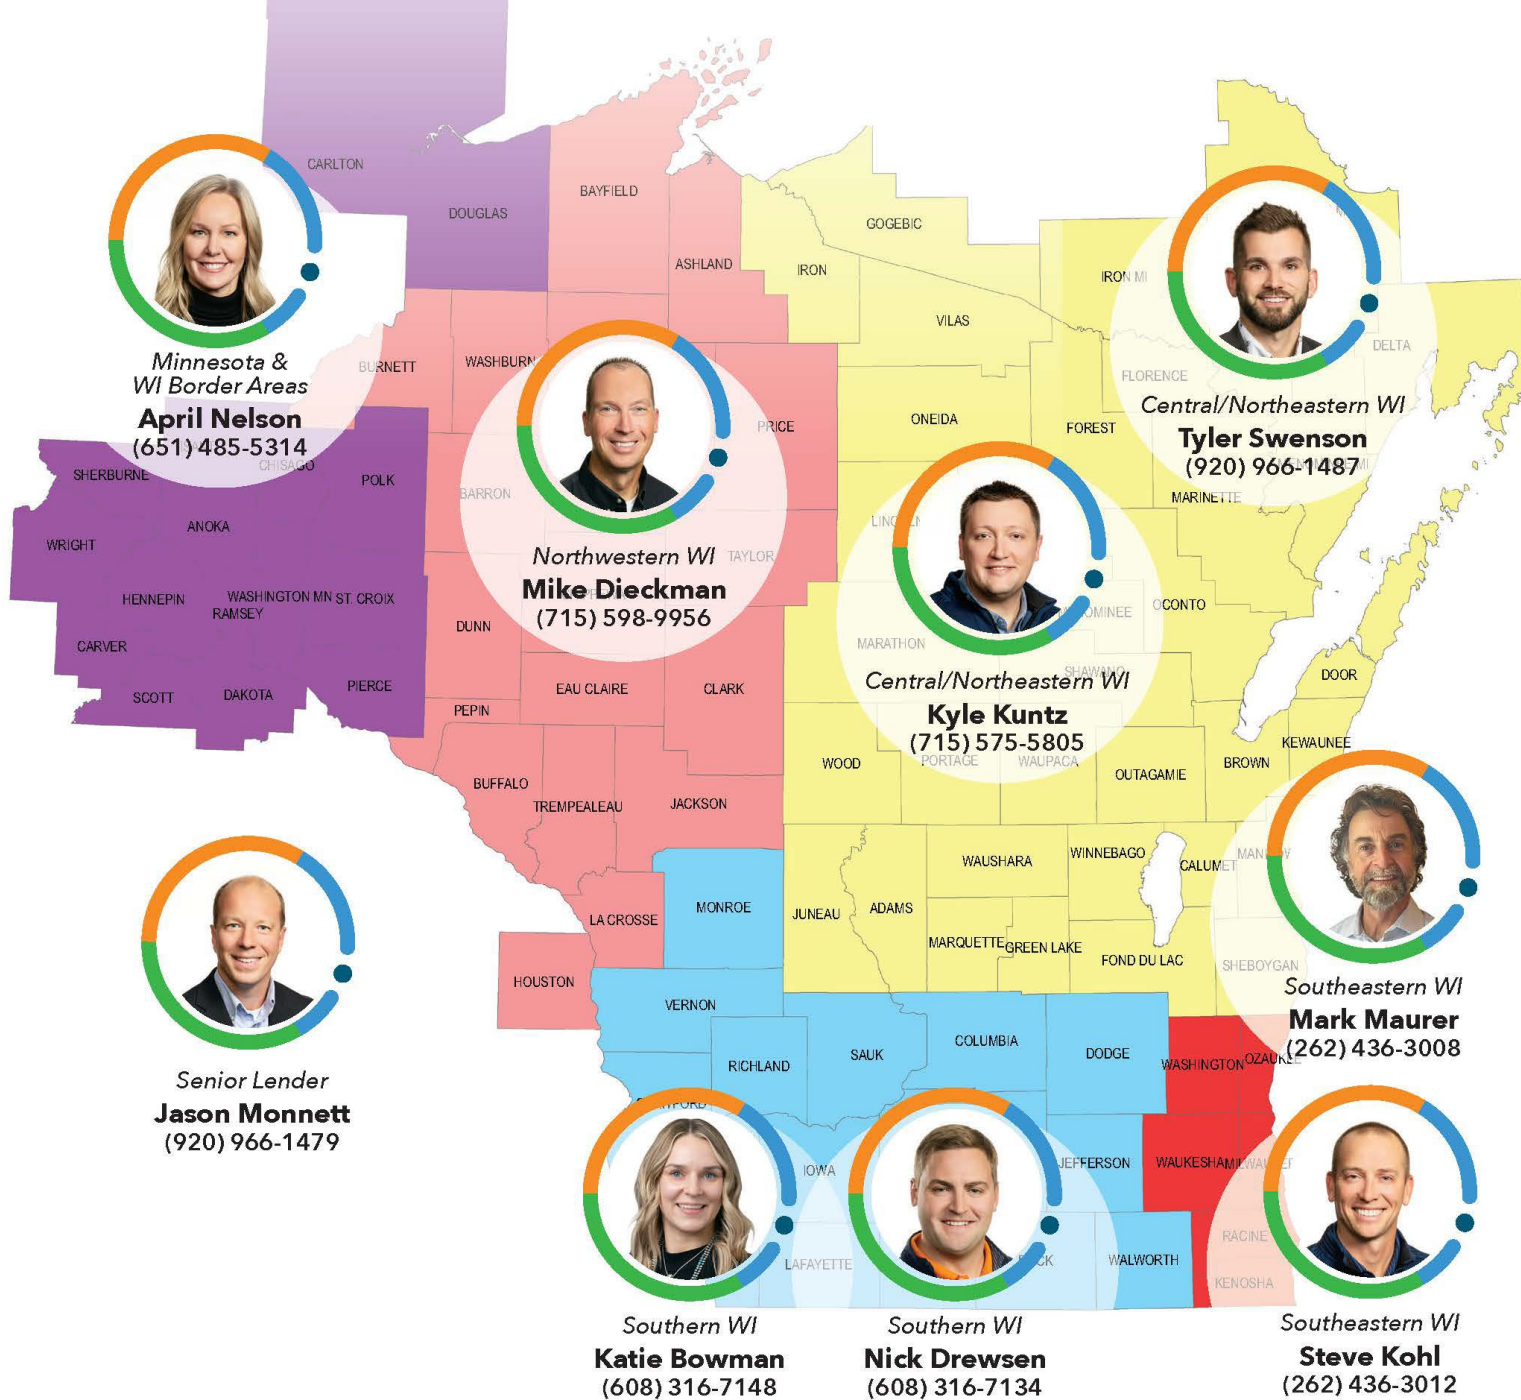 CARLTON
DOUGLAS
BAYFIELD
ASHLAND
IRON
GOGEBIC
VILAS
IRON MI
DELTA
FLORENCE
Minnesota &
WI Border Areas
April Nelson
(651) 485-5314
BURNETT
WASHBURN
PRICE
ONEIDA
FOREST
Central/Northeastern WI
Tyler Swenson
(920) 966-1487
MARINETTE
SHERBURNE
CHISAGO
POLK
BARRON
ANOKA
WRIGHT
HENNEPIN
WASHINGTON MN
RAMSEY
ST. CROIX
CARVER
SCOTT
DAKOTA
PIERCE
Northwestern WI
Mike Dieckman
(715) 598-9956
TAYLOR
LINCOLN
DUNN
EAU CLAIRE
CLARK
PEPIN
MARATHON
OCONTO
SHAWANO
DOOR
Central/Northeastern WI
Kyle Kuntz
(715) 575-5805
WOOD
PORTAGE
WAUPACA
OUTAGAMIE
BROWN
KEWAUNEE
BUFFALO
TREMPEALEAU
JACKSON
WAUSHARA
WINNEBAGO
CALUMET
MONROE
JUNEAU
ADAMS
LA CROSSE
MARQUETTE
GREEN LAKE
FOND DU LAC
SHEBOYGAN
HOUSTON
VERNON
Southeastern WI
Mark Maurer
(262) 436-3008
RICHLAND
SAUK
COLUMBIA
DODGE
WASHINGTON
OZAUKEE
Senior Lender
Jason Monnett
(920) 966-1479
IOWA
JEFFERSON
WAUKESHA
LAFAYETTE
WALWORTH
RACINE
KENOSHA
Southern WI
Katie Bowman
(608) 316-7148
Southern WI
Nick Drewsen
(608) 316-7134
Southeastern WI
Steve Kohl
(262) 436-3012